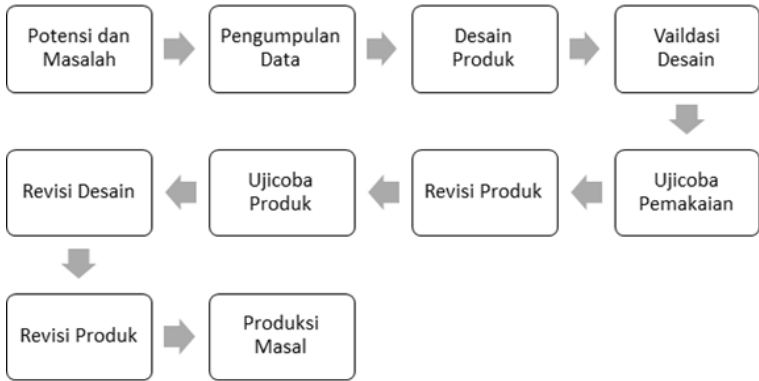 Potensi dan
Masalah
Pengumpulan
Data
Desain
Produk
Vaildasi
Desain
Ujicoba
Pemakaian
Revisi Produk
Ujicoba
Produk
Revisi Desain
Revisi Produk
Produksi
Masal